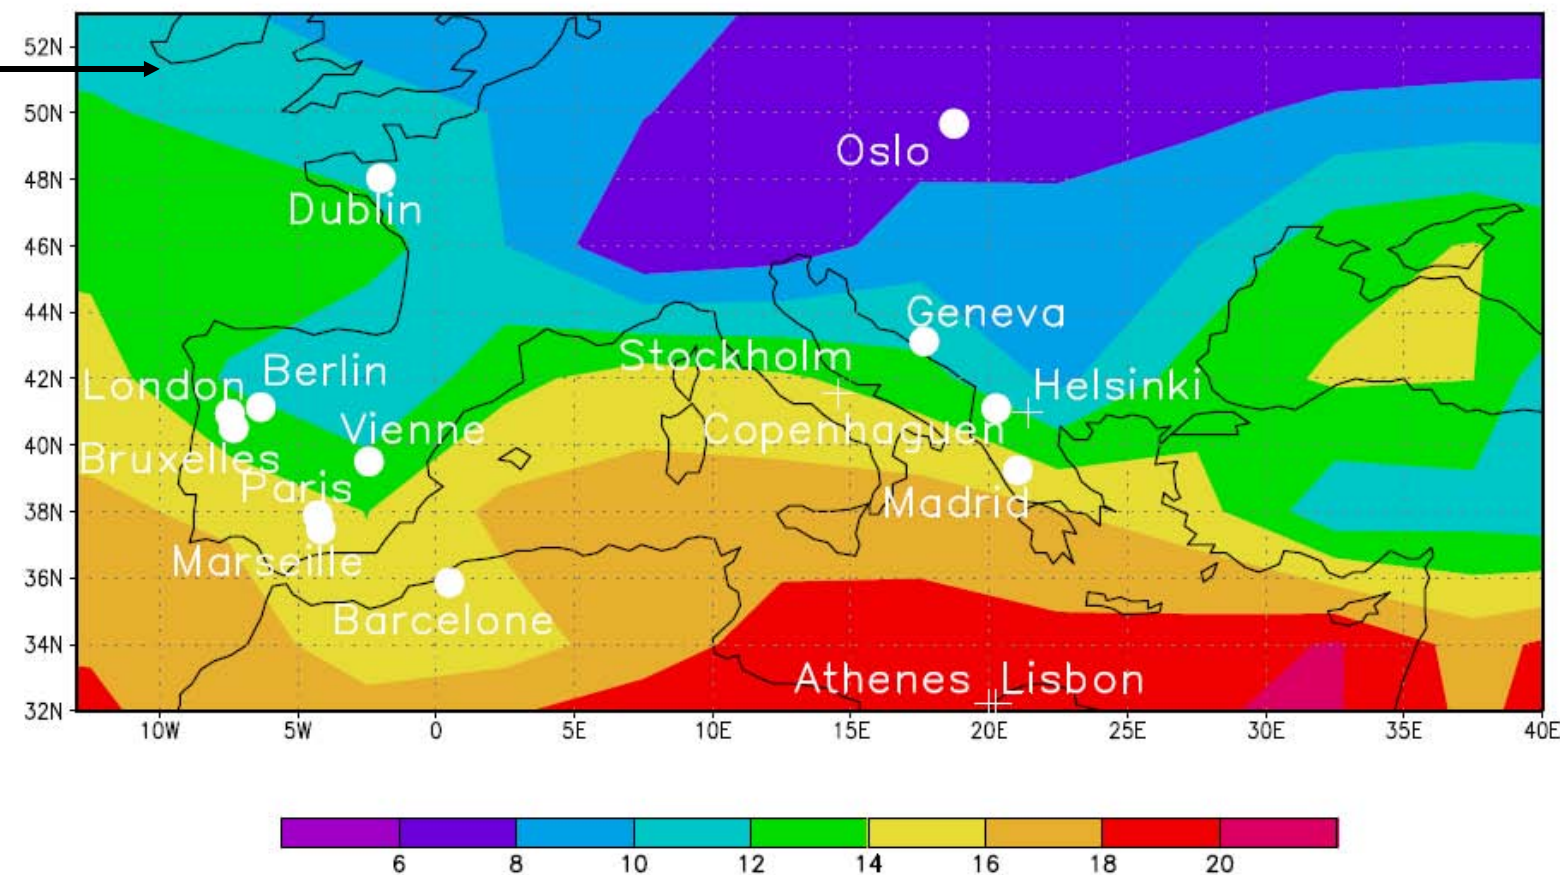 52N
50N
Oslo
48N
Dublin
46N
44N
Geneva
Stockholm
42N
London Berlin Helsinki
40N
Vienne Copenhaguen
Bruxelles
Paris
38N
Madrid
Marseille
36N
Barcelone
34N
Athenes Lisbon
32N
10W 5W 0 5E 10E 15E 20E 25E 30E 35E 40E
6 8 10 12 14 16 18 20